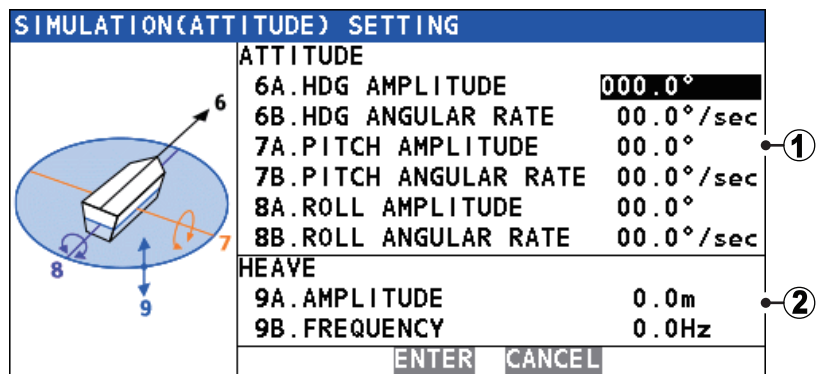 SIMULATION(ATTITUDE) SETTING
ATTITUDE
6A.HDG AMPLITUDE 000.0°
6B.HDG ANGULAR RATE 00.0°/sec
7A.PITCH AMPLITUDE 00.0°
7B.PITCH ANGULAR RATE 00.0°/sec
8A.ROLL AMPLITUDE 00.0°
8B.ROLL ANGULAR RATE 00.0°/sec
1
6
7
8
9
HEAVE
9A.AMPLITUDE 0.0m
9B.FREQUENCY 0.0Hz
2
ENTER CANCEL